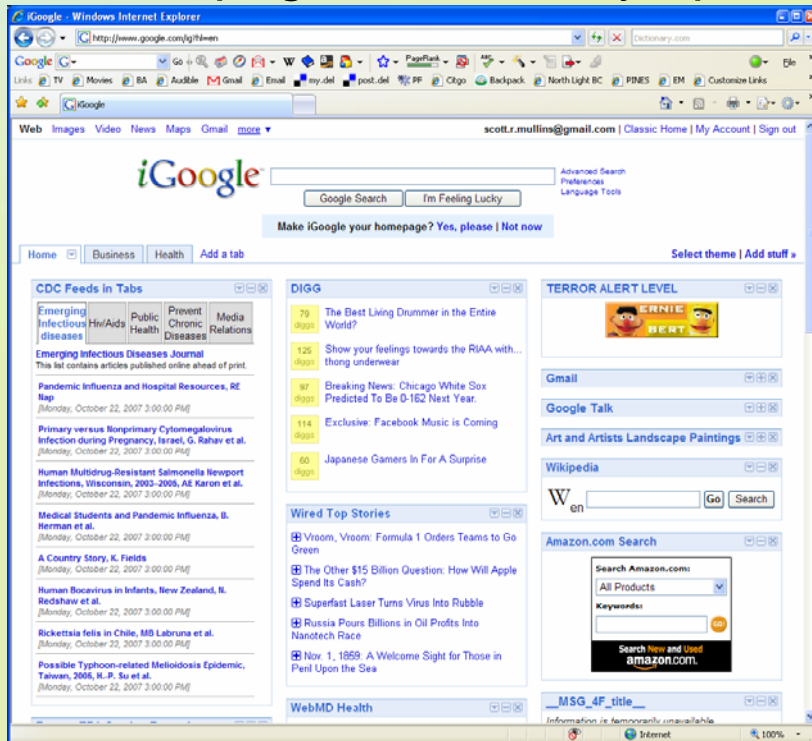 iGoogle - Windows Internet Explorer
http://www.google.com/ig?hl=en
Dictionary.com
Google
Go
PageRank
Links TV Movies BA Audible Gmail Email my.del post.del PF Citgo Backpack North Light BC PINES EM Customize Links
iGoogle
Web Images Video News Maps Gmail more
scott.r.mullins@gmail.com | Classic Home | My Account | Sign out
iGoogle
Advanced Search
Preferences
Language Tools
Google Search I'm Feeling Lucky
Make iGoogle your homepage? Yes, please | Not now
Home Business Health Add a tab
Select theme | Add stuff »
CDC Feeds in Tabs
Emerging Infectious diseases
Hiv/Aids
Public Health
Prevent Chronic Diseases
Media Relations
Emerging Infectious Diseases Journal
This list contains articles published online ahead of print.
Pandemic Influenza and Hospital Resources, RE
Nap
[Monday, October 22, 2007 3:00:00 PM]
Primary versus Nonprimary Cytomegalovirus
Infection during Pregnancy, Israel, G. Rahav et al.
[Monday, October 22, 2007 3:00:00 PM]
Human Multidrug-Resistant Salmonella Newport
Infections, Wisconsin, 2003-2005, AE Karon et al.
[Monday, October 22, 2007 3:00:00 PM]
Medical Students and Pandemic Influenza, B.
Herman et al.
[Monday, October 22, 2007 3:00:00 PM]
A Country Story, K. Fields
[Monday, October 22, 2007 3:00:00 PM]
Human Bocavirus in Infants, New Zealand, N.
Redshaw et al.
[Monday, October 22, 2007 3:00:00 PM]
Rickettsia felis in Chile, MB Labruna et al.
[Monday, October 22, 2007 3:00:00 PM]
Possible Typhoon-related Melioidosis Epidemic,
Taiwan, 2005, H.-P. Su et al.
[Monday, October 22, 2007 3:00:00 PM]
DIGG
79 diggs
The Best Living Drummer in the Entire
World?
125 diggs
Show your feelings towards the RIAA with...
thong underwear
97 diggs
Breaking News: Chicago White Sox
Predicted To Be 0-162 Next Year.
114 diggs
Exclusive: Facebook Music is Coming
60 diggs
Japanese Gamers In For A Surprise
Wired Top Stories
Vroom, Vroom: Formula 1 Orders Teams to Go
Green
The Other $15 Billion Question: How Will Apple
Spend Its Cash?
Superfast Laser Turns Virus Into Rubble
Russia Pours Billions in Oil Profits Into
Nanotech Race
Nov. 1, 1859: A Welcome Sight for Those in
Peril Upon the Sea
WebMD Health
TERROR ALERT LEVEL
ERNIE
BERT
Gmail
Google Talk
Art and Artists Landscape Paintings
Wikipedia
W en
Go Search
Amazon.com Search
Search Amazon.com:
All Products
Keywords:
GO!
Search New and Used
amazon.com.
__MSG_4F_title__
Information is temporarily unavailable
Internet
100%